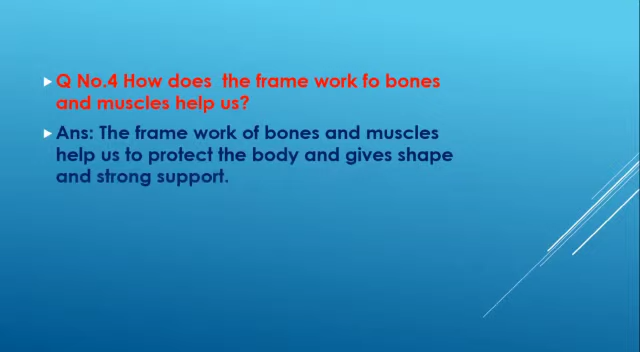 Q No.4 How does the frame work fo bones
and muscles help us?
Ans: The frame work of bones and muscles
help us to protect the body and gives shape
and strong support.